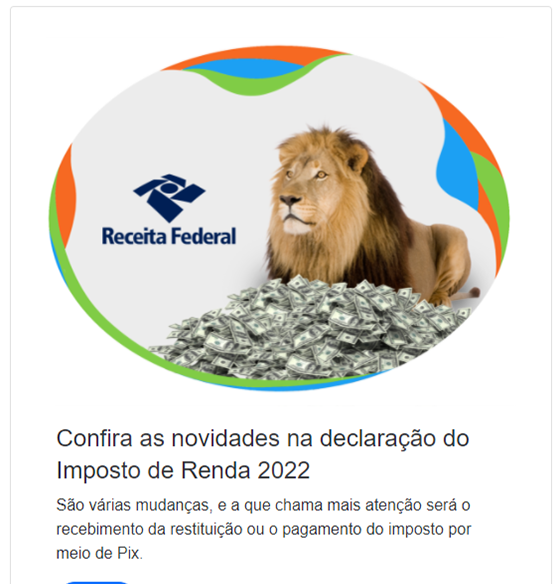 Receita Federal
Confira as novidades na declaração do
Imposto de Renda 2022
São várias mudanças, e a que chama mais atenção será o
recebimento da restituição ou o pagamento do imposto por
meio de Pix.